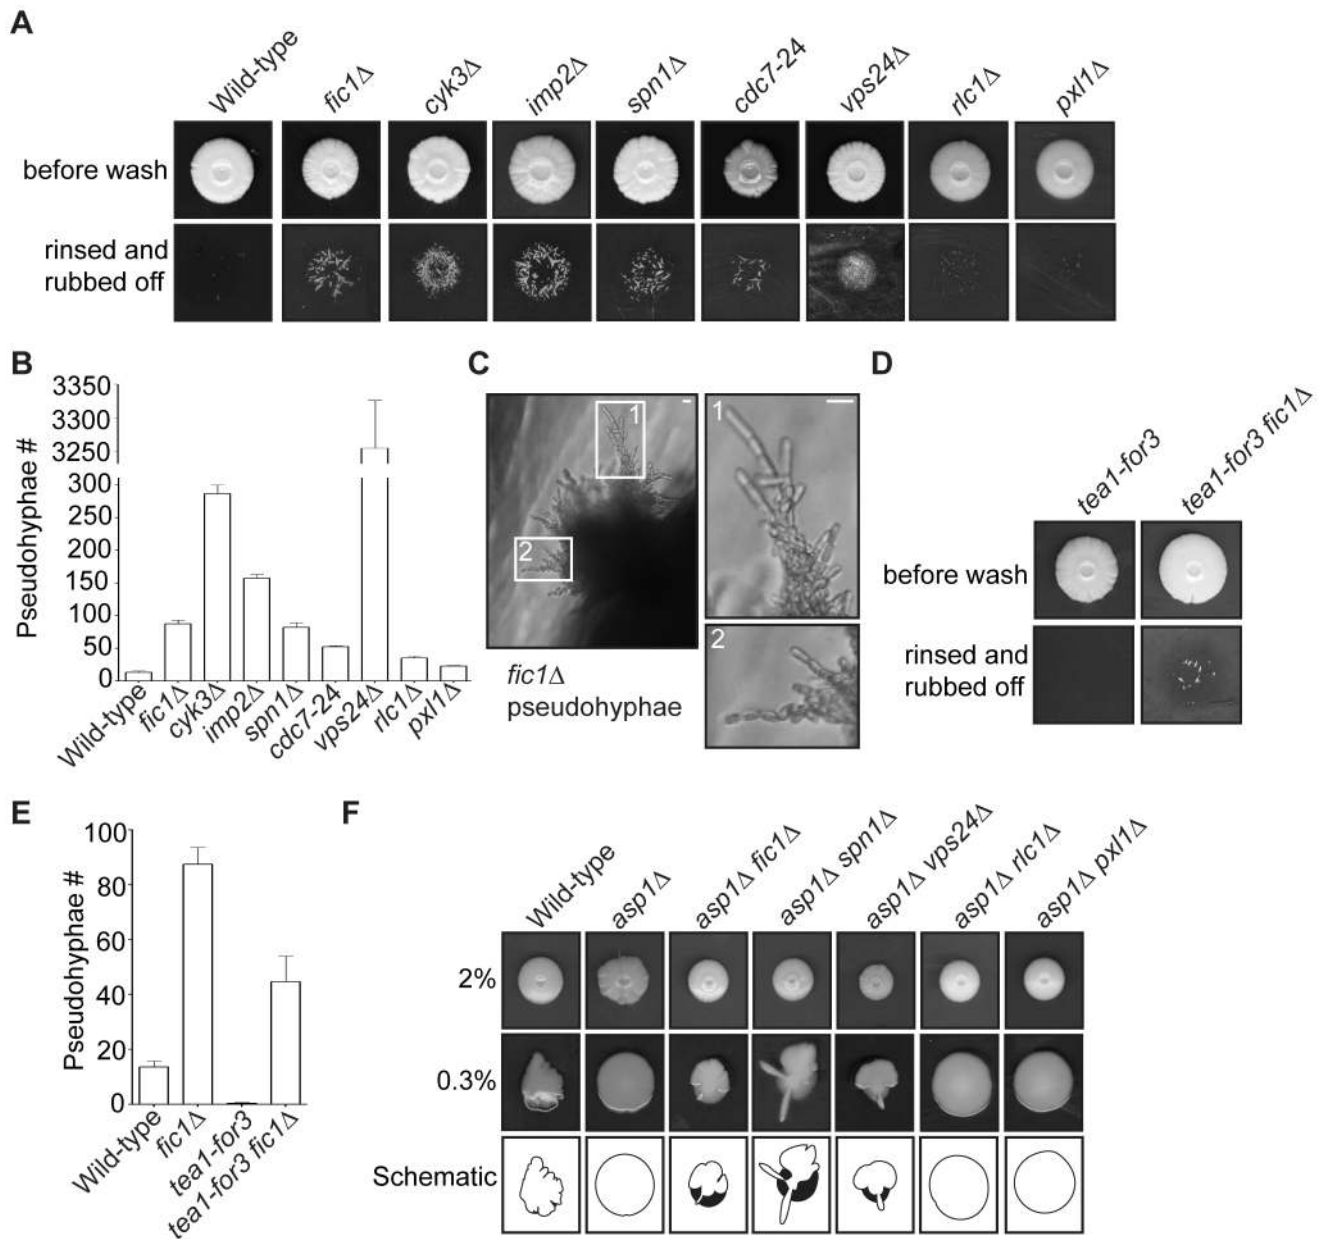 A
Wild-type
fic1Δ
cyk3Δ
imp2Δ
spn1Δ
cdc7-24
vps24Δ
rlc1Δ
pxl1Δ
before wash
rinsed and
rubbed off
B
Pseudohyphae #
3350
3300
3250
300
250
200
150
100
50
0
Wild-type
fic1Δ
cyk3Δ
imp2Δ
spn1Δ
cdc7-24
vps24Δ
rlc1Δ
pxl1Δ
C
1
2
1
2
fic1Δ
pseudohyphae
D
tea1-for3
tea1-for3 fic1Δ
before wash
rinsed and
rubbed off
E
Pseudohyphae #
100
80
60
40
20
0
Wild-type
fic1Δ
tea1-for3
tea1-for3 fic1Δ
F
Wild-type
asp1Δ
asp1Δ fic1Δ
asp1Δ spn1Δ
asp1Δ vps24Δ
asp1Δ rlc1Δ
asp1Δ pxl1Δ
2%
0.3%
Schematic